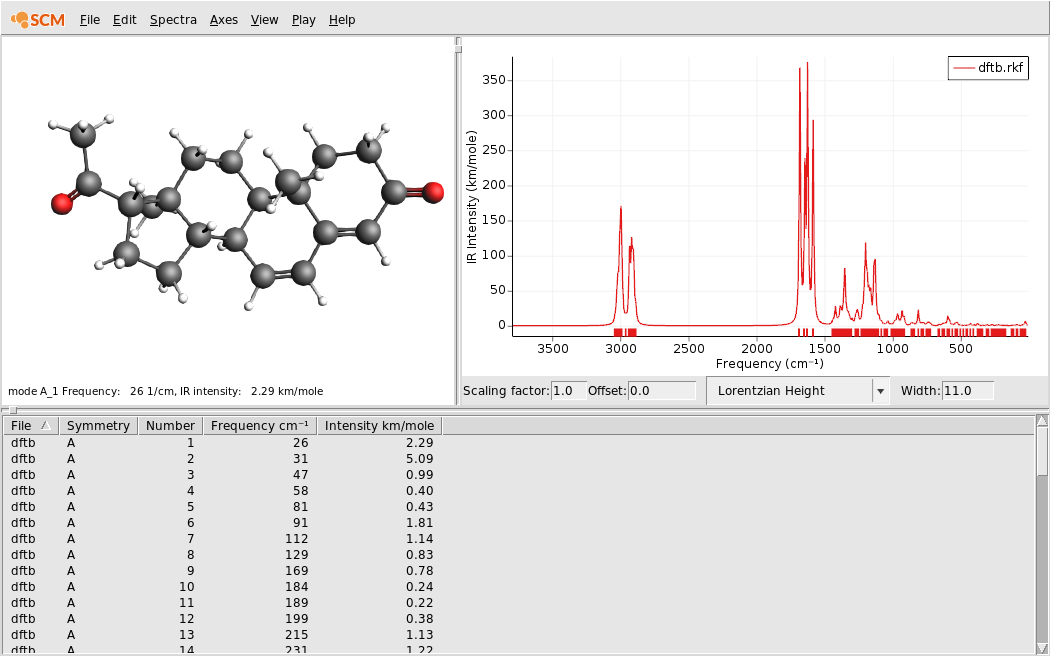 SCM File Edit Spectra Axes View Play Help
dftb.rkf
IR Intensity (km/mole)
350
300
250
200
150
100
50
0
3500 3000 2500 2000 1500 1000 500
Frequency (cm⁻¹)
mode A_1 Frequency: 26 1/cm, IR intensity: 2.29 km/mole
Scaling factor: 1.0 Offset: 0.0 Lorentzian Height Width: 11.0
File Symmetry Number Frequency cm⁻¹ Intensity km/mole
dftb A 1 26 2.29
dftb A 2 31 5.09
dftb A 3 47 0.99
dftb A 4 58 0.40
dftb A 5 81 0.43
dftb A 6 91 1.81
dftb A 7 112 1.14
dftb A 8 129 0.83
dftb A 9 169 0.78
dftb A 10 184 0.24
dftb A 11 189 0.22
dftb A 12 199 0.38
dftb A 13 215 1.13
dftb A 14 231 1.22